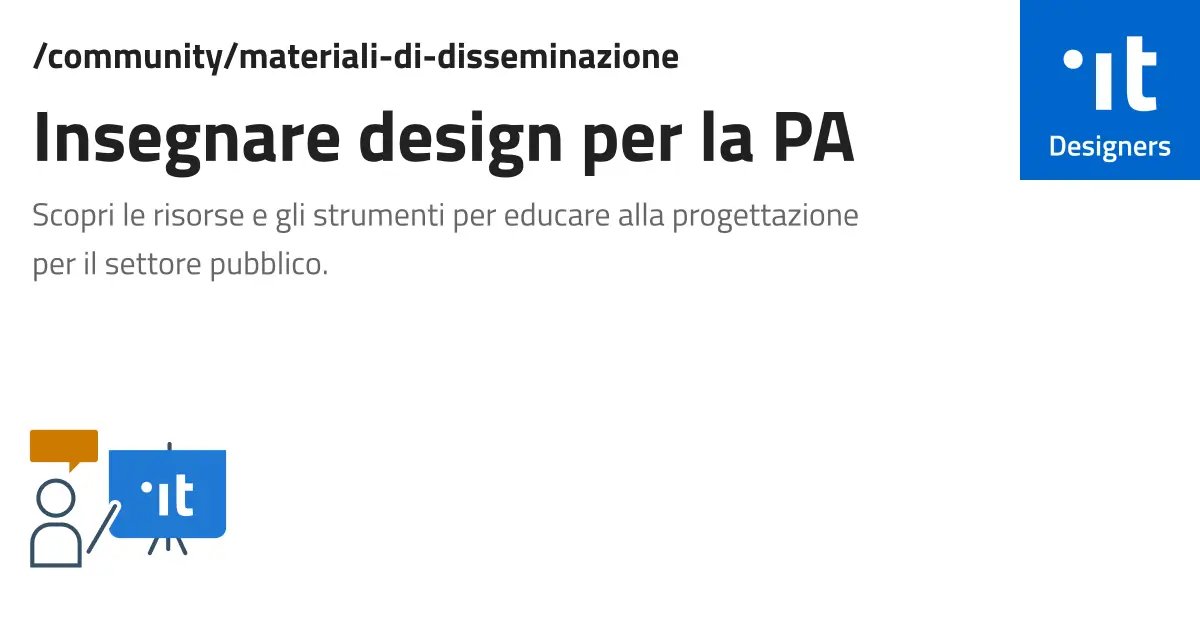 /community/materiali-di-disseminazione
Insegnare design per la PA
Scopri le risorse e gli strumenti per educare alla progettazione
per il settore pubblico.
it
Designers
it